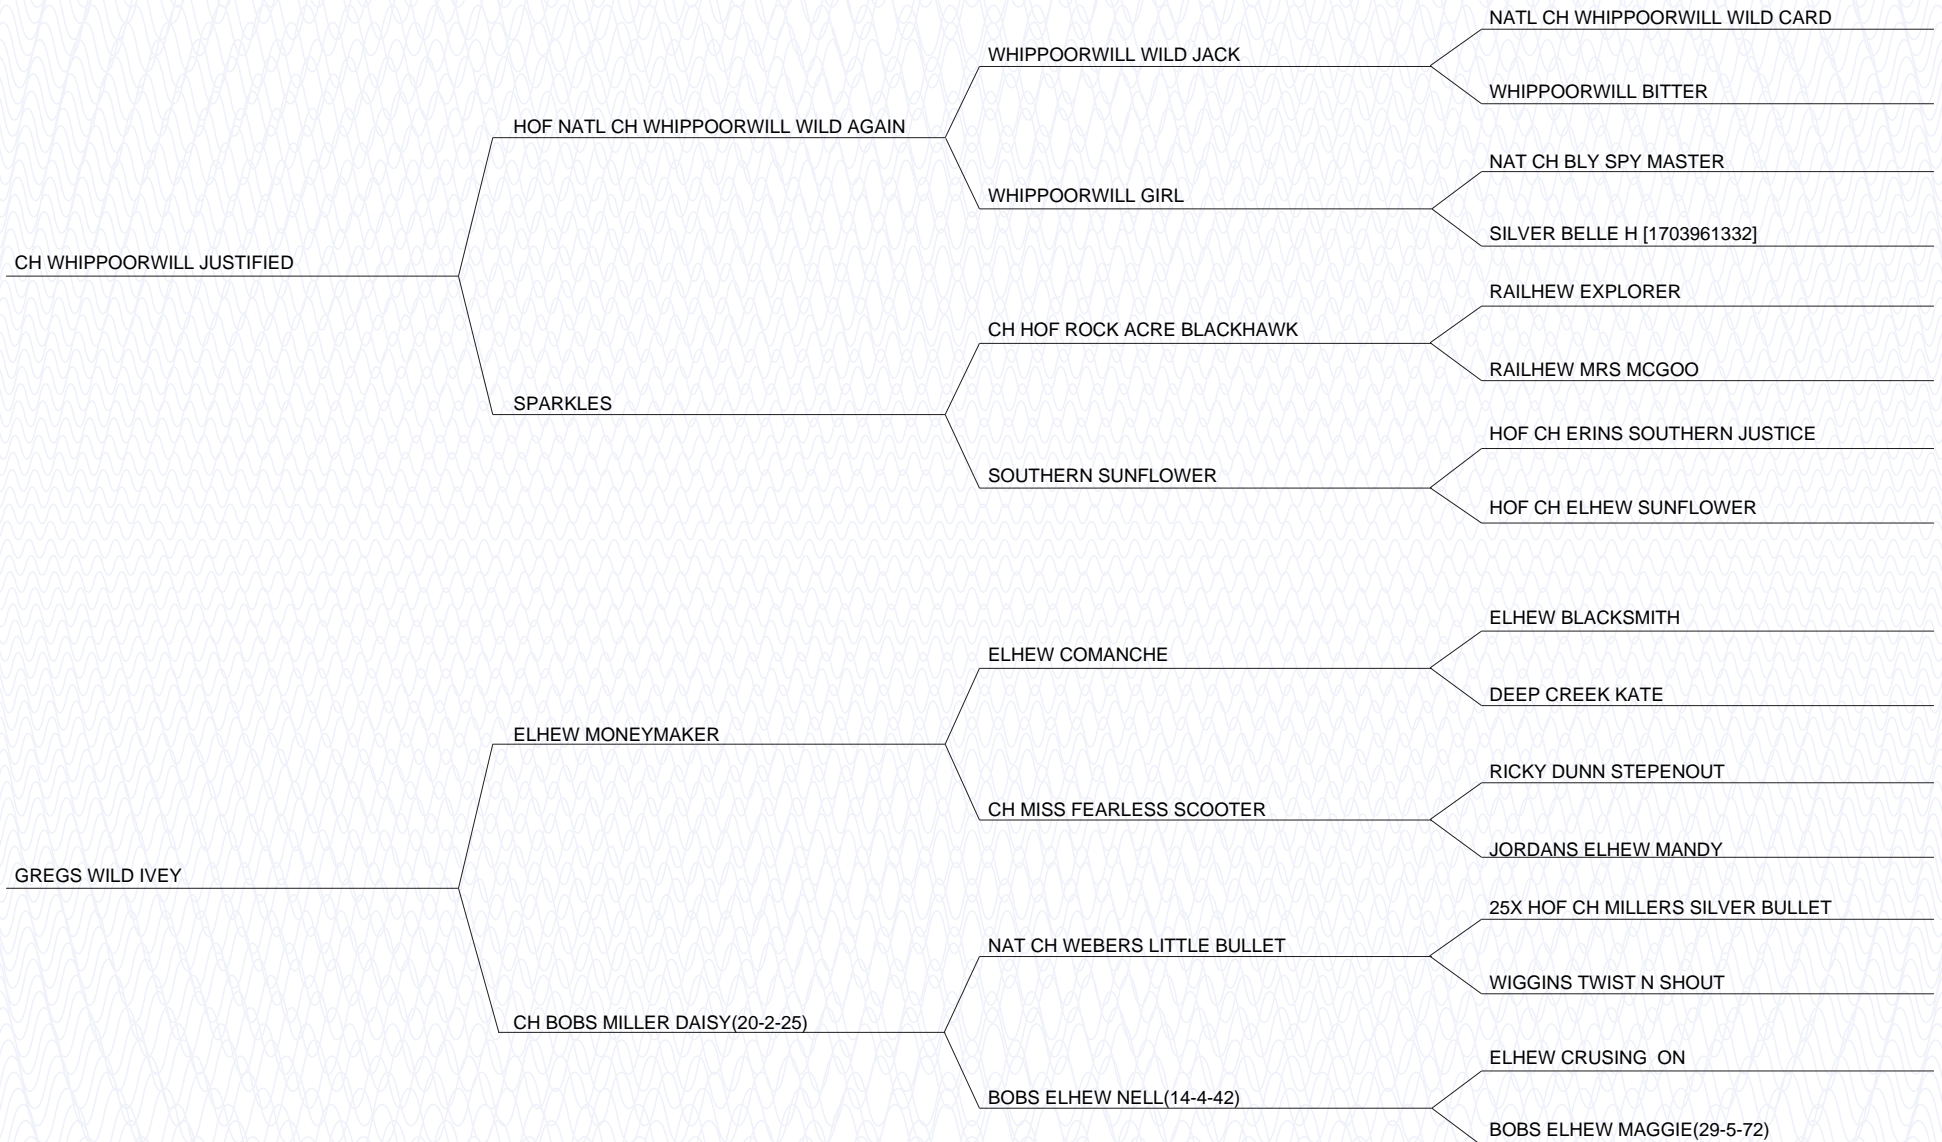 NATL CH WHIPPOORWILL WILD CARD
WHIPPOORWILL WILD JACK
WHIPPOORWILL BITTER
HOF NATL CH WHIPPOORWILL WILD AGAIN
NAT CH BLY SPY MASTER
WHIPPOORWILL GIRL
SILVER BELLE H [1703961332]
CH WHIPPOORWILL JUSTIFIED
RAILHEW EXPLORER
CH HOF ROCK ACRE BLACKHAWK
RAILHEW MRS MCGOO
SPARKLES
HOF CH ERINS SOUTHERN JUSTICE
SOUTHERN SUNFLOWER
HOF CH ELHEW SUNFLOWER
ELHEW BLACKSMITH
ELHEW COMANCHE
DEEP CREEK KATE
ELHEW MONEYMAKER
RICKY DUNN STEPENOUT
CH MISS FEARLESS SCOOTER
JORDANS ELHEW MANDY
GREGS WILD IVEY
25X HOF CH MILLERS SILVER BULLET
NAT CH WEBERS LITTLE BULLET
WIGGINS TWIST N SHOUT
CH BOBS MILLER DAISY(20-2-25)
ELHEW CRUSING  ON
BOBS ELHEW NELL(14-4-42)
BOBS ELHEW MAGGIE(29-5-72)